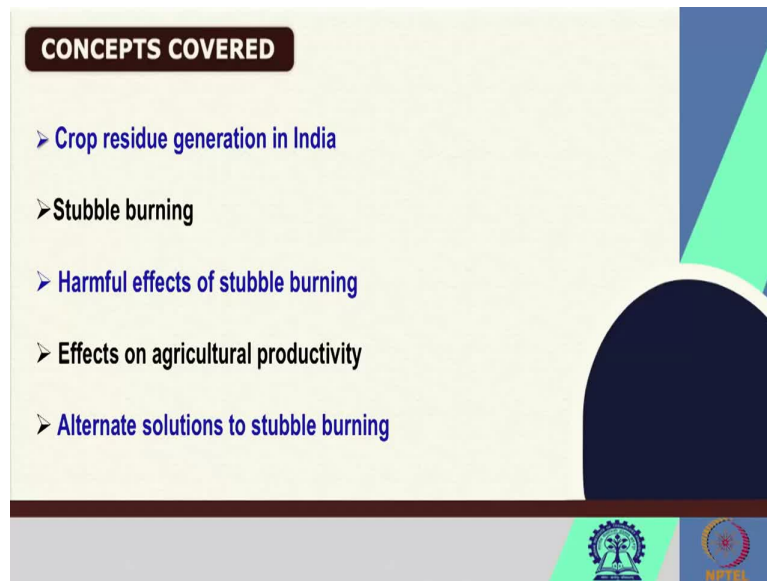 CONCEPTS COVERED
➢ Crop residue generation in India
➢Stubble burning
➢ Harmful effects of stubble burning
➢ Effects on agricultural productivity
➢ Alternate solutions to stubble burning
NPTEL